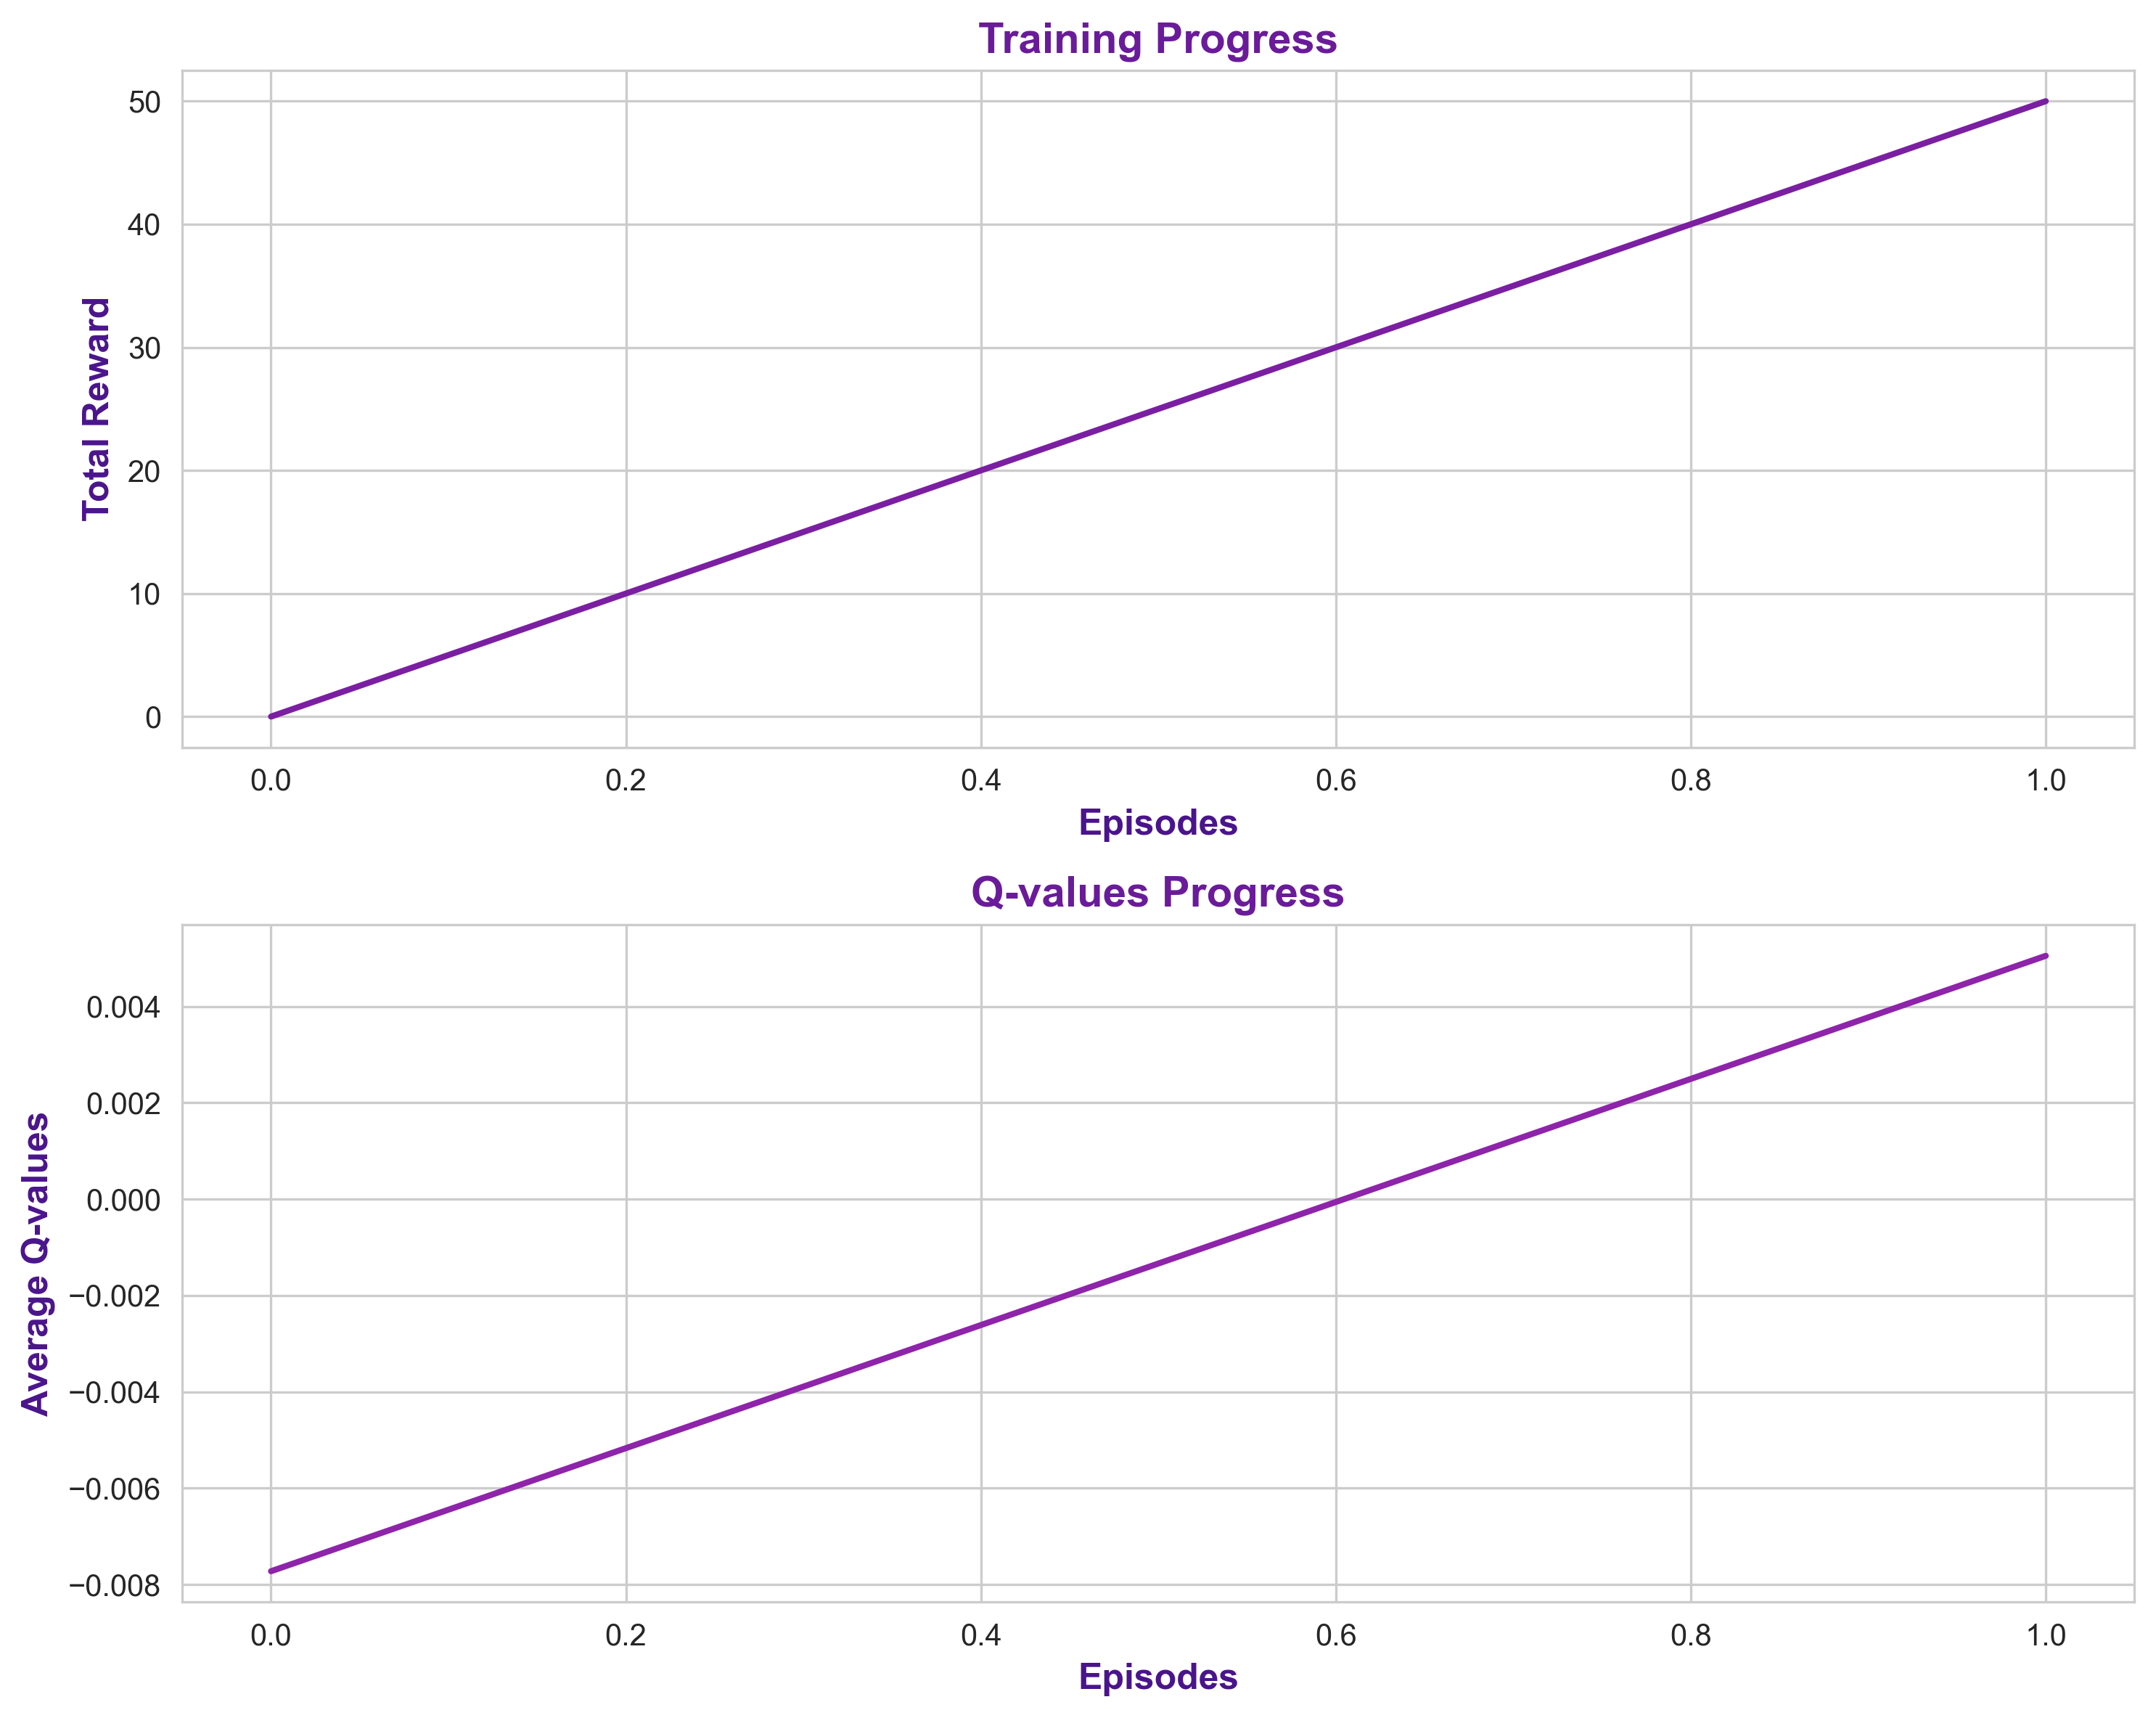 Training Progress
50
40
30
20
10
0
Total Reward
0.0 0.2 0.4 0.6 0.8 1.0
Episodes
Q-values Progress
0.004
0.002
0.000
−0.002
−0.004
−0.006
−0.008
Average Q-values
0.0 0.2 0.4 0.6 0.8 1.0
Episodes